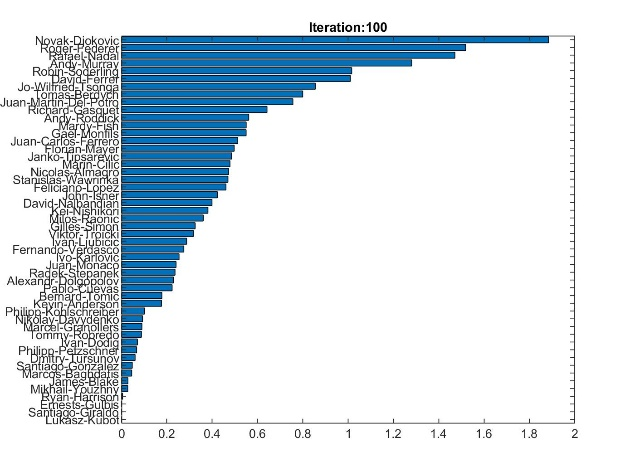 Iteration:100
Novak-Djokovic
Roger-Federer
Rafael-Nadal
Andy-Murray
Robin-Soderling
David-Ferrer
Jo-Wilfried-Tsonga
Tomas-Berdych
Juan-Martin-Del-Potro
Richard-Gasquet
Andy-Roddick
Mardy-Fish
Gael-Monfils
Juan-Carlos-Ferrero
Florian-Mayer
Janko-Tipsarevic
Marin-Cilic
Nicolas-Almagro
Stanislas-Wawrinka
Feliciano-Lopez
John-Isner
David-Nalbandian
Kei-Nishikori
Milos-Raonic
Gilles-Simon
Viktor-Troicki
Ivan-Ljubicic
Fernando-Verdasco
Ivo-Karlovic
Juan-Monaco
Radek-Stepanek
Alexandr-Dolgopolov
Pablo-Cuevas
Bernard-Tomic
Kevin-Anderson
Philipp-Kohlschreiber
Nikolay-Davydenko
Marcel-Granollers
Tommy-Robredo
Ivan-Dodig
Philipp-Petzschner
Dmitry-Tursunov
Santiago-Gonzalez
Marcos-Baghdatis
James-Blake
Mikhail-Youzhny
Ryan-Harrison
Ernests-Gulbis
Santiago-Giraldo
Lukasz-Kubot
0 0.2 0.4 0.6 0.8 1 1.2 1.4 1.6 1.8 2